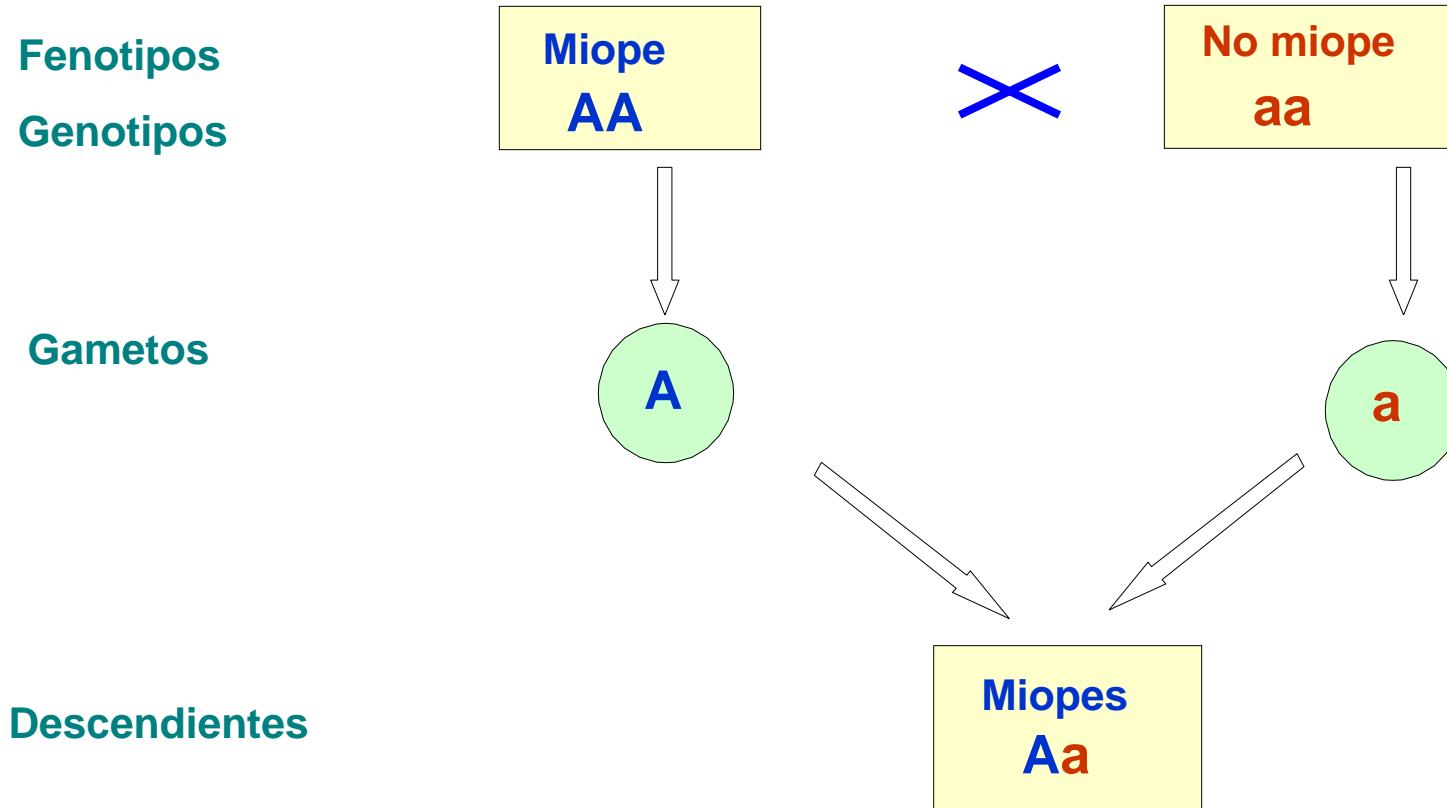 Fenotipos
Miope
No miope
Genotipos
AA
aa
Gametos
A
a
Descendientes
Miopes
Aa